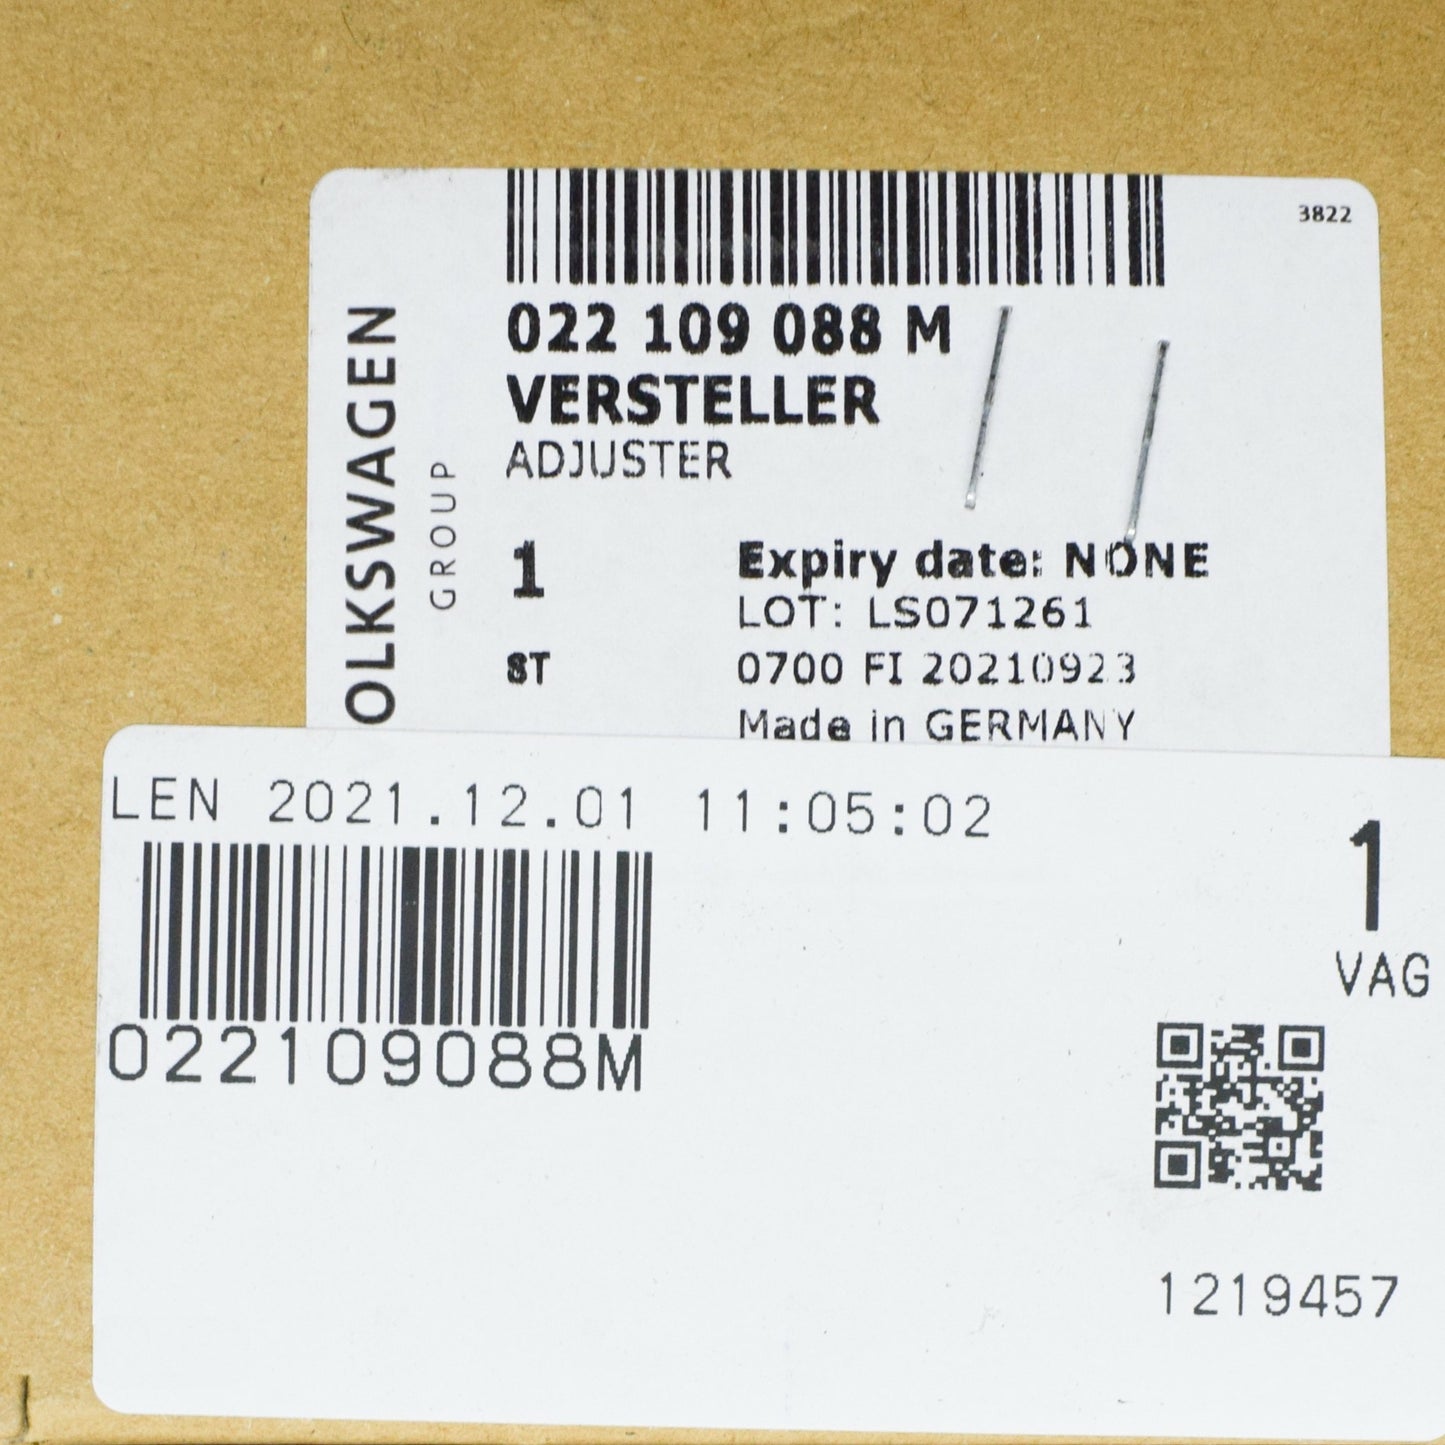 3822
022 109 088 M
VERSTELLER
ADJUSTER
OLKSWAGEN
GROUP
1
ST
Expiry date: NONE
LOT: LS071261
0700 FI 20210923
Made in GERMANY
LEN 2021.12.01 11:05:02
1
VAG
022109088M
1219457